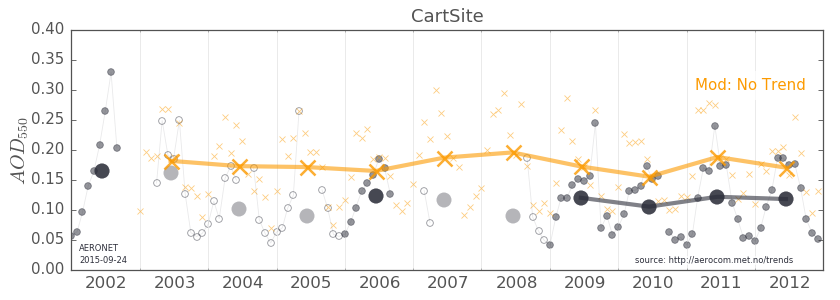 CartSite
0.40
0.35
0.30
0.25
0.20
0.15
0.10
0.05
0.00
AOD550
Mod: No Trend
AERONET
2015-09-24
source: http://aerocom.met.no/trends
2002 2003 2004 2005 2006 2007 2008 2009 2010 2011 2012